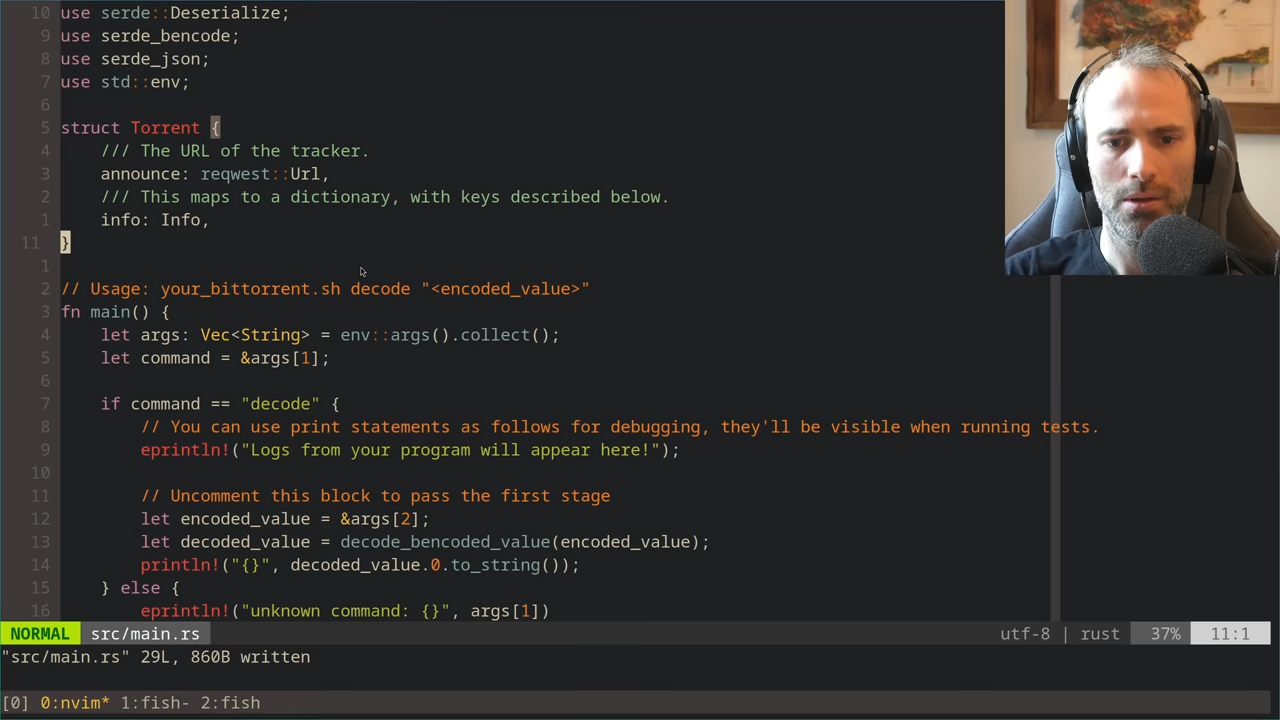 10 use serde::Deserialize;
9 use serde_bencode;
8 use serde_json;
7 use std::env;
6
5 struct Torrent {
4 /// The URL of the tracker.
3 announce: reqwest::Url,
2 /// This maps to a dictionary, with keys described below.
1 info: Info,
11 }
1
2 // Usage: your_bittorrent.sh decode "<encoded_value>"
3 fn main() {
4 let args: Vec<String> = env::args().collect();
5 let command = &args[1];
6
7 if command == "decode" {
8 // You can use print statements as follows for debugging, they'll be visible when running tests.
9 eprintln!("Logs from your program will appear here!");
10
11 // Uncomment this block to pass the first stage
12 let encoded_value = &args[2];
13 let decoded_value = decode_bencoded_value(encoded_value);
14 println!("{}", decoded_value.0.to_string());
15 } else {
16 eprintln!("unknown command: {}", args[1])
NORMAL src/main.rs utf-8 | rust 37% 11:1
"src/main.rs" 29L, 860B written
[0] 0:nvim* 1:fish- 2:fish